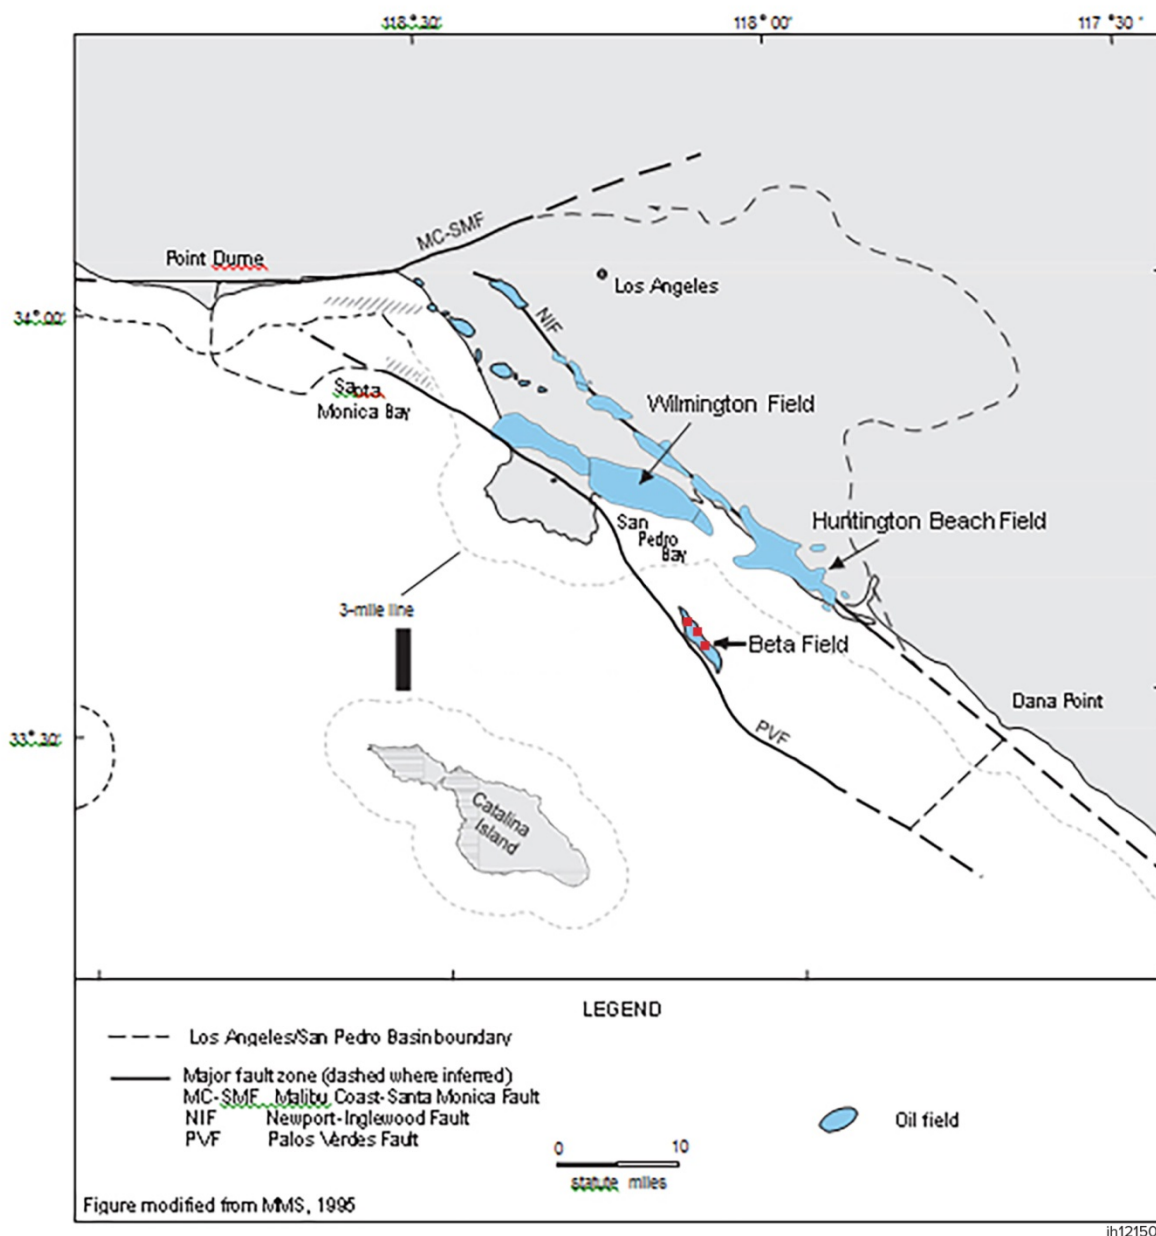 118°30'
118°00'
117°30'
MC-SMF
Point Dume
Los Angeles
34°00'
NIF
Santa
Monica Bay
Wilmington Field
Huntington Beach Field
San
Pedro
Bay
3-mile line
Beta Field
Dana Point
33°30'
PVF
Catalina
Island
LEGEND
Los Angeles/San Pedro Basin boundary
Major fault zone (dashed where inferred)
MC-SMF Malibu Coast-Santa Monica Fault
NIF Newport-Inglewood Fault
PVF Palos Verdes Fault
Oil field
0 10
statute miles
Figure modified from MMS, 1995
jh12150